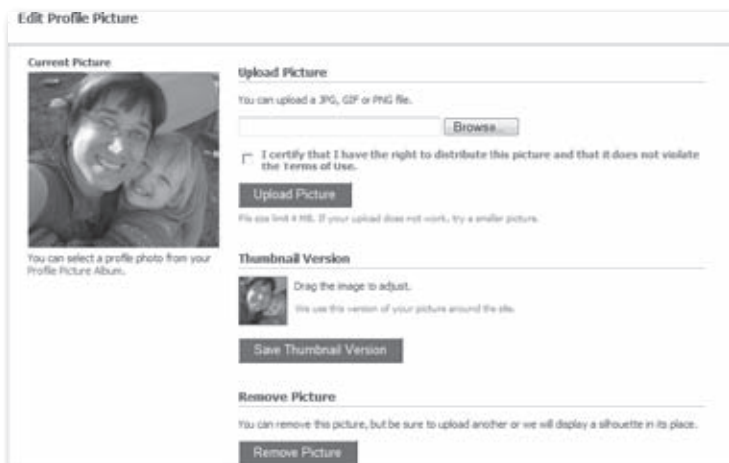 Edit Profile Picture
Current Picture
You can select a profile photo from your
Profile Picture Album.
Upload Picture
You can upload a JPG, GIF or PNG file.
Browse...
I certify that I have the right to distribute this picture and that it does not violate
the Terms of Use.
Upload Picture
File size limit 4 MB. If your upload does not work, try a smaller picture.
Thumbnail Version
Drag the image to adjust.
We use this version of your picture around the site.
Save Thumbnail Version
Remove Picture
You can remove this picture, but be sure to upload another or we will display a silhouette in its place.
Remove Picture